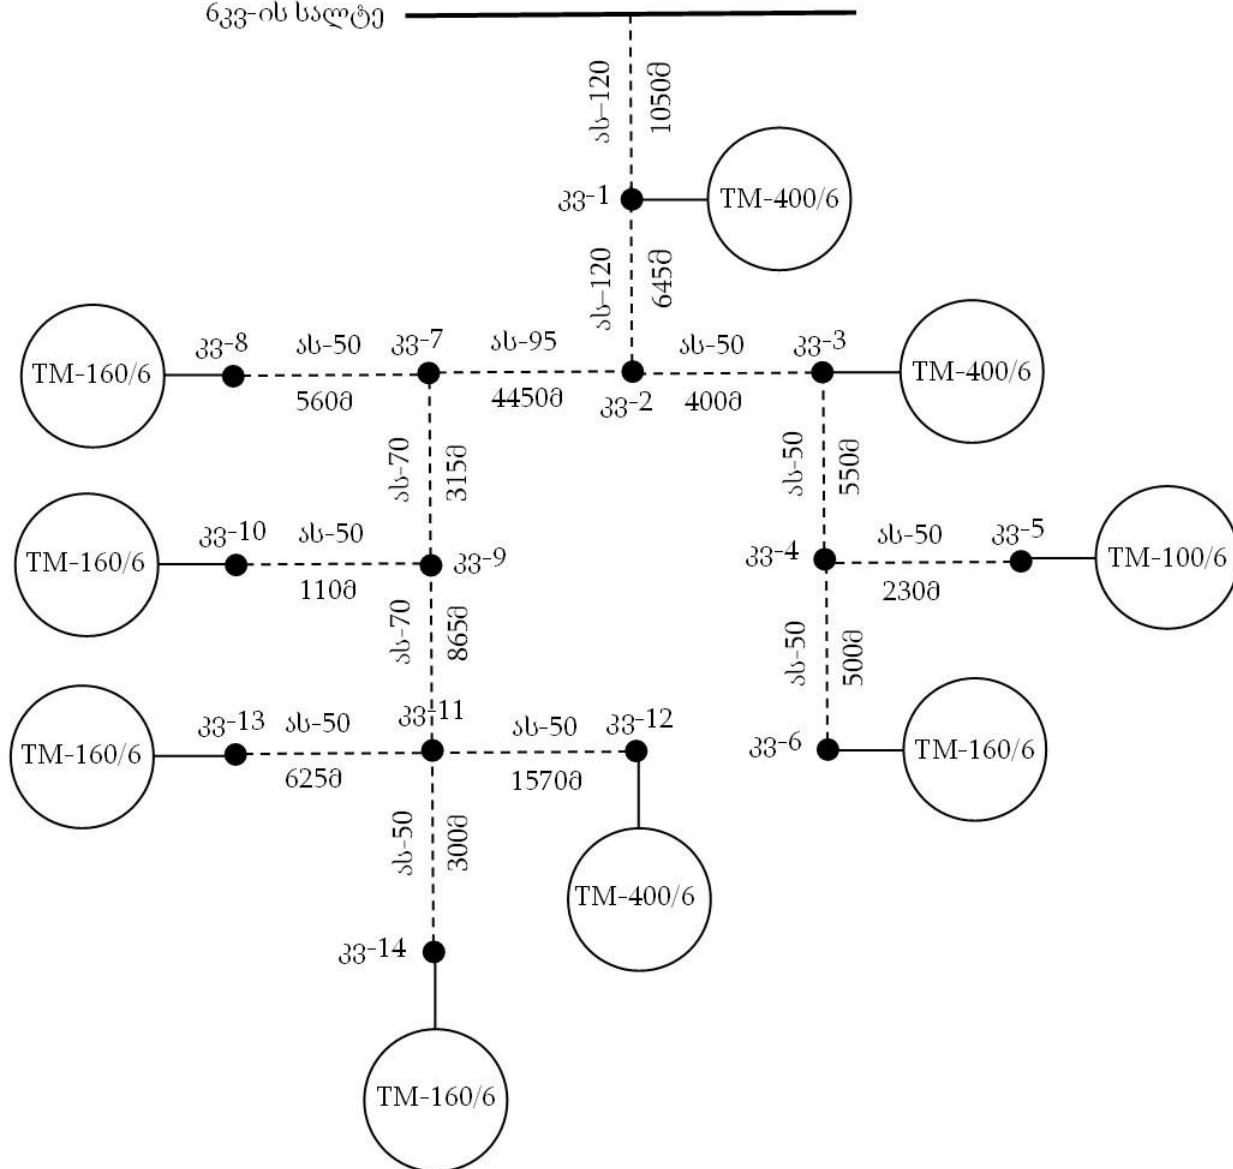 6კვ-ის სალტე
ას-120
1050მ
კვ-1
TM-400/6
ას-120
645მ
TM-160/6
კვ-8
ას-50
560მ
კვ-7
ას-95
4450მ
კვ-2
ას-50
400მ
კვ-3
TM-400/6
ას-70
315მ
ას-50
550მ
TM-160/6
კვ-10
ას-50
110მ
კვ-9
კვ-4
ას-50
230მ
კვ-5
TM-100/6
ას-70
865მ
ას-50
500მ
TM-160/6
კვ-13
ას-50
625მ
კვ-11
ას-50
1570მ
კვ-12
კვ-6
TM-160/6
ას-50
300მ
TM-400/6
კვ-14
TM-160/6